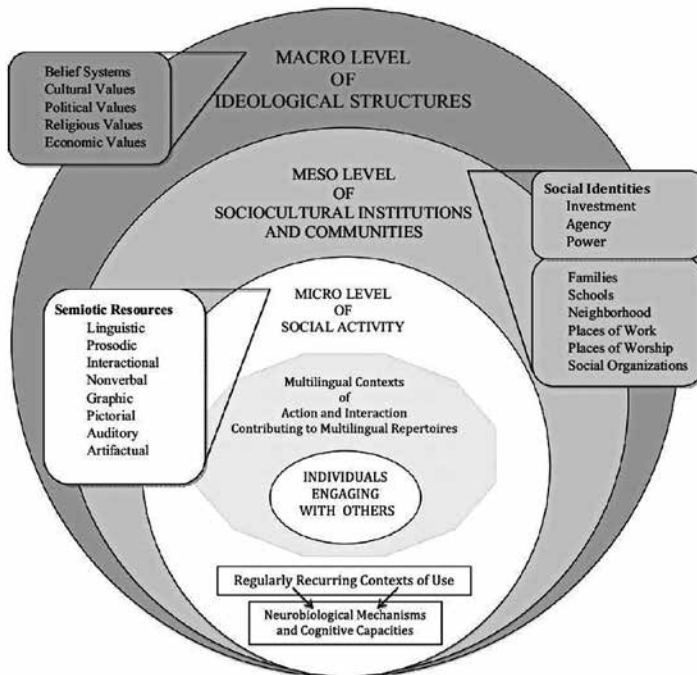 MACRO LEVEL
OF
IDEOLOGICAL STRUCTURES
Belief Systems
Cultural Values
Political Values
Religious Values
Economic Values
MESO LEVEL
OF
SOCIOCULTURAL INSTITUTIONS
AND COMMUNITIES
Social Identities
Investment
Agency
Power
Families
Schools
Neighborhood
Places of Work
Places of Worship
Social Organizations
MICRO LEVEL
OF
SOCIAL ACTIVITY
Semiotic Resources
Linguistic
Prosodic
Interactional
Nonverbal
Graphic
Pictorial
Auditory
Artifactual
Multilingual Contexts
of
Action and Interaction
Contributing to Multilingual Repertoires
INDIVIDUALS
ENGAGING
WITH OTHERS
Regularly Recurring Contexts of Use
Neurobiological Mechanisms
and Cognitive Capacities